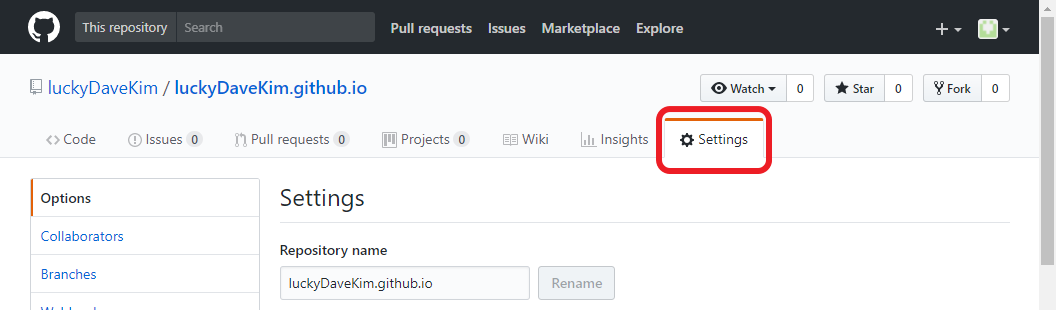 This repository Search Pull requests Issues Marketplace Explore
luckyDaveKim / luckyDaveKim.github.io Watch 0 Star 0 Fork 0
Code Issues 0 Pull requests 0 Projects 0 Wiki Insights Settings
Options
Collaborators
Branches
Settings
Repository name
luckyDaveKim.github.io Rename